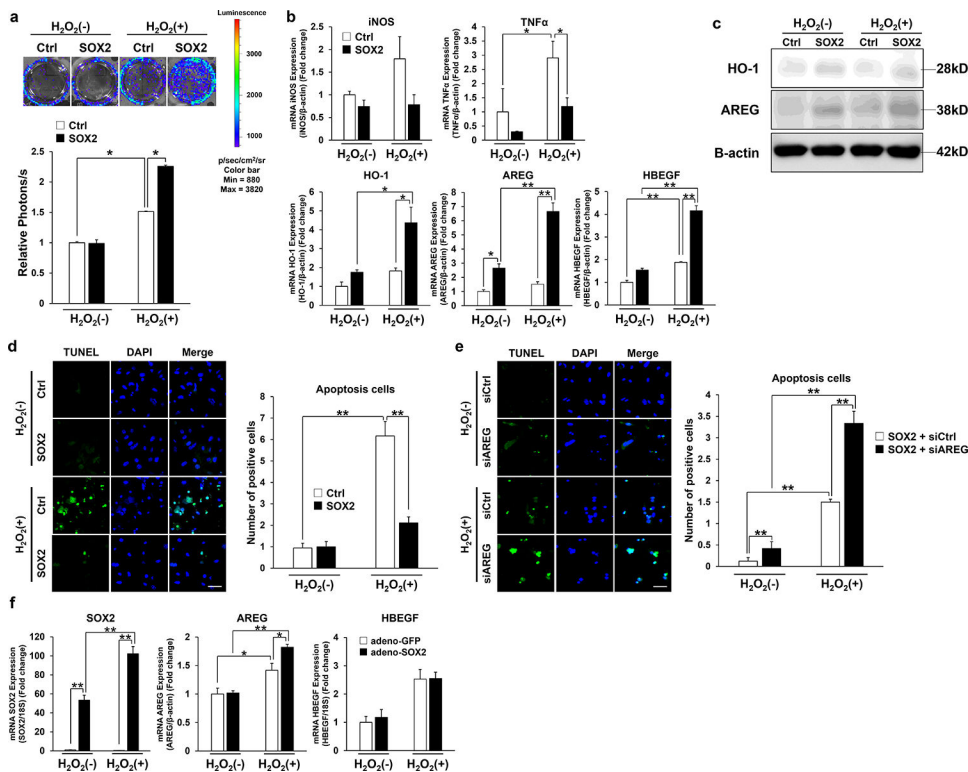 a
H2O2(-)
H2O2(+)
Ctrl
SOX2
Ctrl
SOX2
Luminescence
4000
3000
2000
1000
p/sec/cm2/sr
Color bar
Min = 880
Max = 3820
Ctrl
SOX2
Relative Photons/s
2.5
2
1.5
1
0.5
0
*
*
H2O2(-)
H2O2(+)
b
iNOS
mRNA iNOS Expression
(iNOS/β-actin) (Fold change)
2.5
2
1.5
1
0.5
0
H2O2(-)
H2O2(+)
TNFα
mRNA TNFα Expression
(TNFα/β-actin) (Fold change)
4
3.5
3
2.5
2
1.5
1
0.5
0
*
*
H2O2(-)
H2O2(+)
Ctrl
SOX2
HO-1
mRNA HO-1 Expression
(HO-1/β-actin) (Fold change)
7
6
5
4
3
2
1
0
*
*
H2O2(-)
H2O2(+)
AREG
mRNA AREG Expression
(AREG/β-actin) (Fold change)
9
8
7
6
5
4
3
2
1
0
*
**
**
H2O2(-)
H2O2(+)
HBEGF
mRNA HBEGF Expression
(HBEGF/β-actin) (Fold change)
6
5
4
3
2
1
0
**
**
**
H2O2(-)
H2O2(+)
c
H2O2(-)
H2O2(+)
Ctrl
SOX2
Ctrl
SOX2
HO-1
28kD
AREG
38kD
B-actin
42kD
d
TUNEL
DAPI
Merge
H2O2(-)
Ctrl
SOX2
H2O2(+)
Ctrl
SOX2
Apoptosis cells
Number of positive cells
8
7
6
5
4
3
2
1
0
**
**
Ctrl
SOX2
H2O2(-)
H2O2(+)
e
TUNEL
DAPI
Merge
H2O2(-)
siCtrl
siAREG
H2O2(+)
siCtrl
siAREG
Apoptosis cells
Number of positive cells
4
3.5
3
2.5
2
1.5
1
0.5
0
**
**
**
**
SOX2 + siCtrl
SOX2 + siAREG
H2O2(-)
H2O2(+)
f
SOX2
mRNA SOX2 Expression
(SOX2/18S) (Fold change)
120
100
80
60
40
20
0
**
**
**
H2O2(-)
H2O2(+)
AREG
mRNA AREG Expression
(AREG/β-actin) (Fold change)
2.5
2
1.5
1
0.5
0
*
**
*
H2O2(-)
H2O2(+)
HBEGF
mRNA HBEGF Expression
(HBEGF/18S) (Fold change)
4
3.5
3
2.5
2
1.5
1
0.5
0
adeno-GFP
adeno-SOX2
H2O2(-)
H2O2(+)